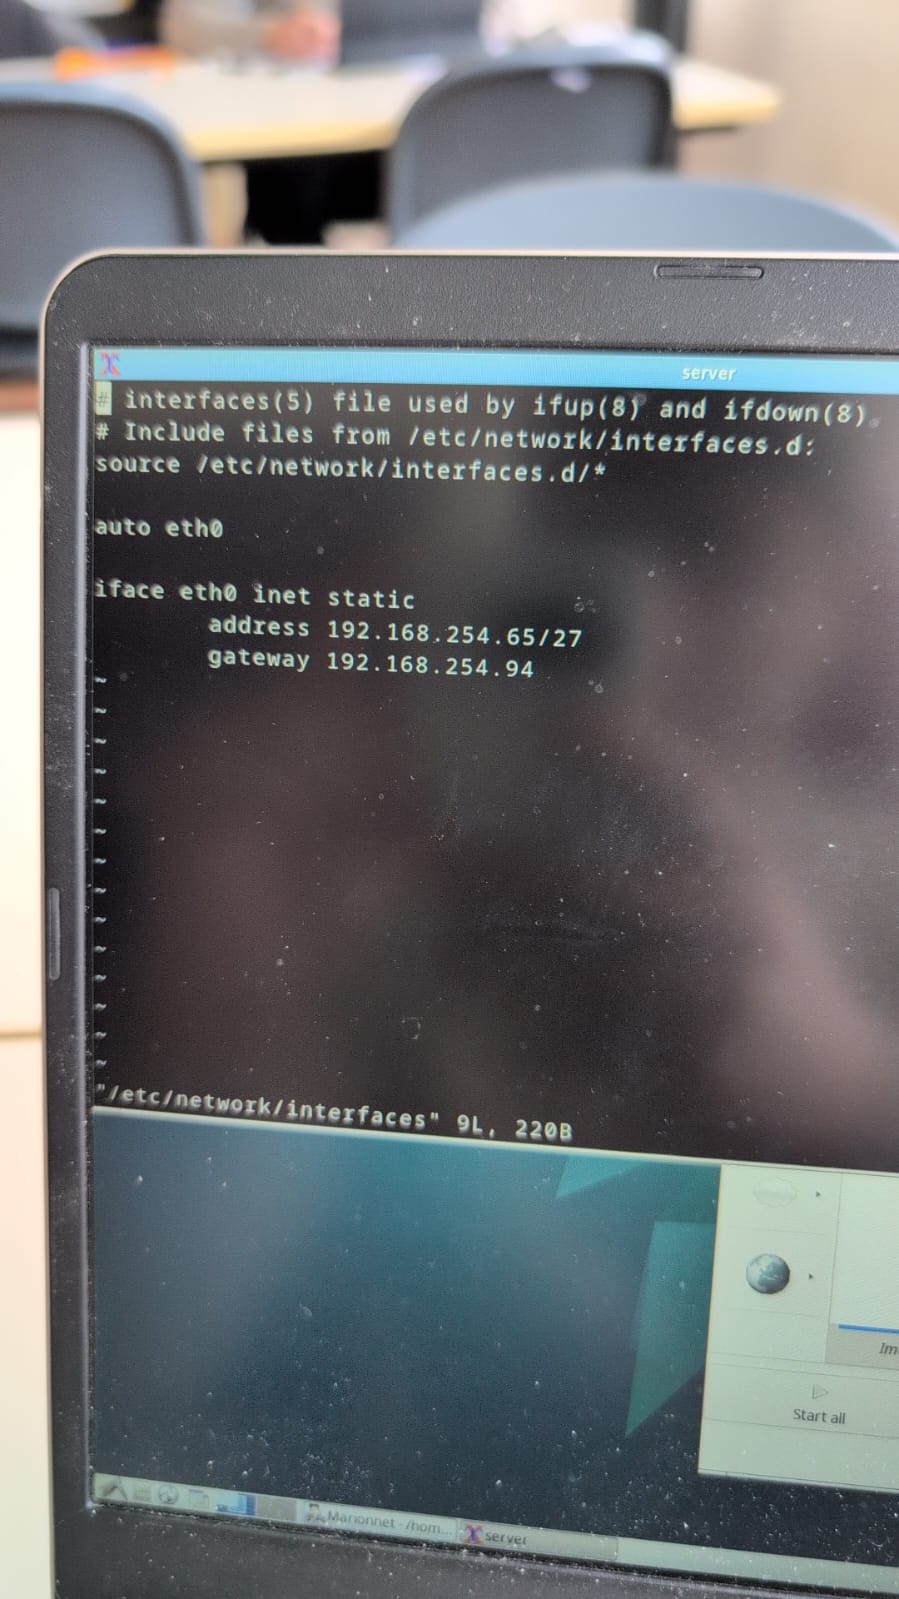 server
# interfaces(5) file used by ifup(8) and ifdown(8).
# Include files from /etc/network/interfaces.d:
source /etc/network/interfaces.d/*
auto eth0
iface eth0 inet static
address 192.168.254.65/27
gateway 192.168.254.94
~
~
~
~
~
~
~
~
~
~
~
~
~
~
"/etc/network/interfaces" 9L, 220B
Im
Start all
Marionnet - /hom...
server